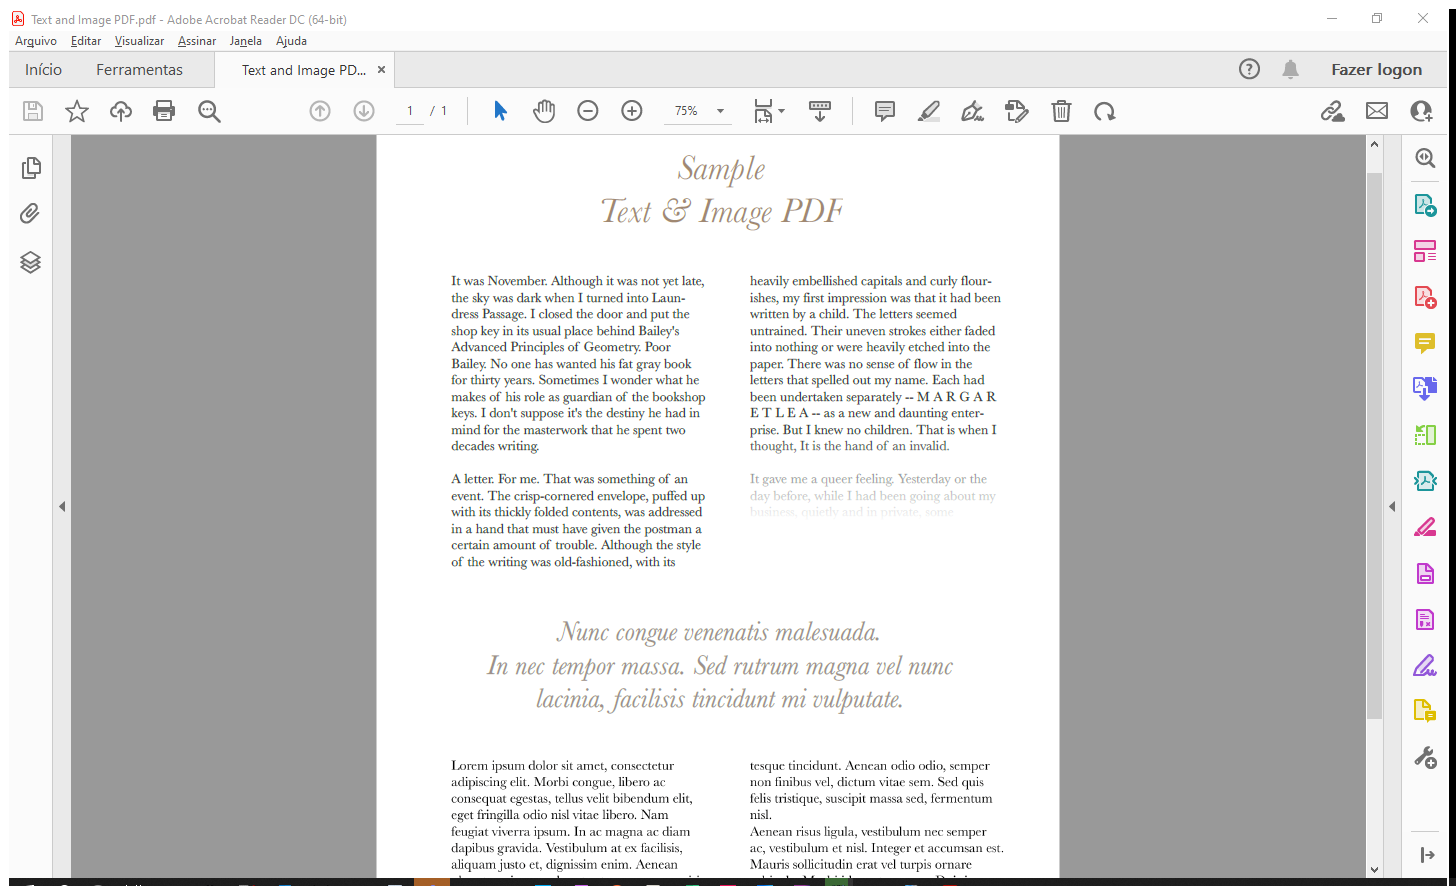 Text and Image PDF.pdf - Adobe Acrobat Reader DC (64-bit)
Arquivo Editar Visualizar Assinar Janela Ajuda
Início Ferramentas Text and Image PD... × Fazer logon
1 / 1 75%
Sample
Text & Image PDF
It was November. Although it was not yet late,
the sky was dark when I turned into Laun-
dress Passage. I closed the door and put the
shop key in its usual place behind Bailey's
Advanced Principles of Geometry. Poor
Bailey. No one has wanted his fat gray book
for thirty years. Sometimes I wonder what he
makes of his role as guardian of the bookshop
keys. I don't suppose it's the destiny he had in
mind for the masterwork that he spent two
decades writing.
A letter. For me. That was something of an
event. The crisp-cornered envelope, puffed up
with its thickly folded contents, was addressed
in a hand that must have given the postman a
certain amount of trouble. Although the style
of the writing was old-fashioned, with its
heavily embellished capitals and curly flour-
ishes, my first impression was that it had been
written by a child. The letters seemed
untrained. Their uneven strokes either faded
into nothing or were heavily etched into the
paper. There was no sense of flow in the
letters that spelled out my name. Each had
been undertaken separately -- M A R G A R
E T L E A -- as a new and daunting enter-
prise. But I knew no children. That is when I
thought, It is the hand of an invalid.
It gave me a queer feeling. Yesterday or the
day before, while I had been going about my
business, quietly and in private, some
Nunc congue venenatis malesuada.
In nec tempor massa. Sed rutrum magna vel nunc
lacinia, facilisis tincidunt mi vulputate.
Lorem ipsum dolor sit amet, consectetur
adipiscing elit. Morbi congue, libero ac
consequat egestas, tellus velit bibendum elit,
eget fringilla odio nisl vitae libero. Nam
feugiat viverra ipsum. In ac magna ac diam
dapibus gravida. Vestibulum at ex facilisis,
aliquam justo et, dignissim enim. Aenean
tesque tincidunt. Aenean odio odio, semper
non finibus vel, dictum vitae sem. Sed quis
felis tristique, suscipit massa sed, fermentum
nisl.
Aenean risus ligula, vestibulum nec semper
ac, vestibulum et nisl. Integer et accumsan est.
Mauris sollicitudin erat vel turpis ornare